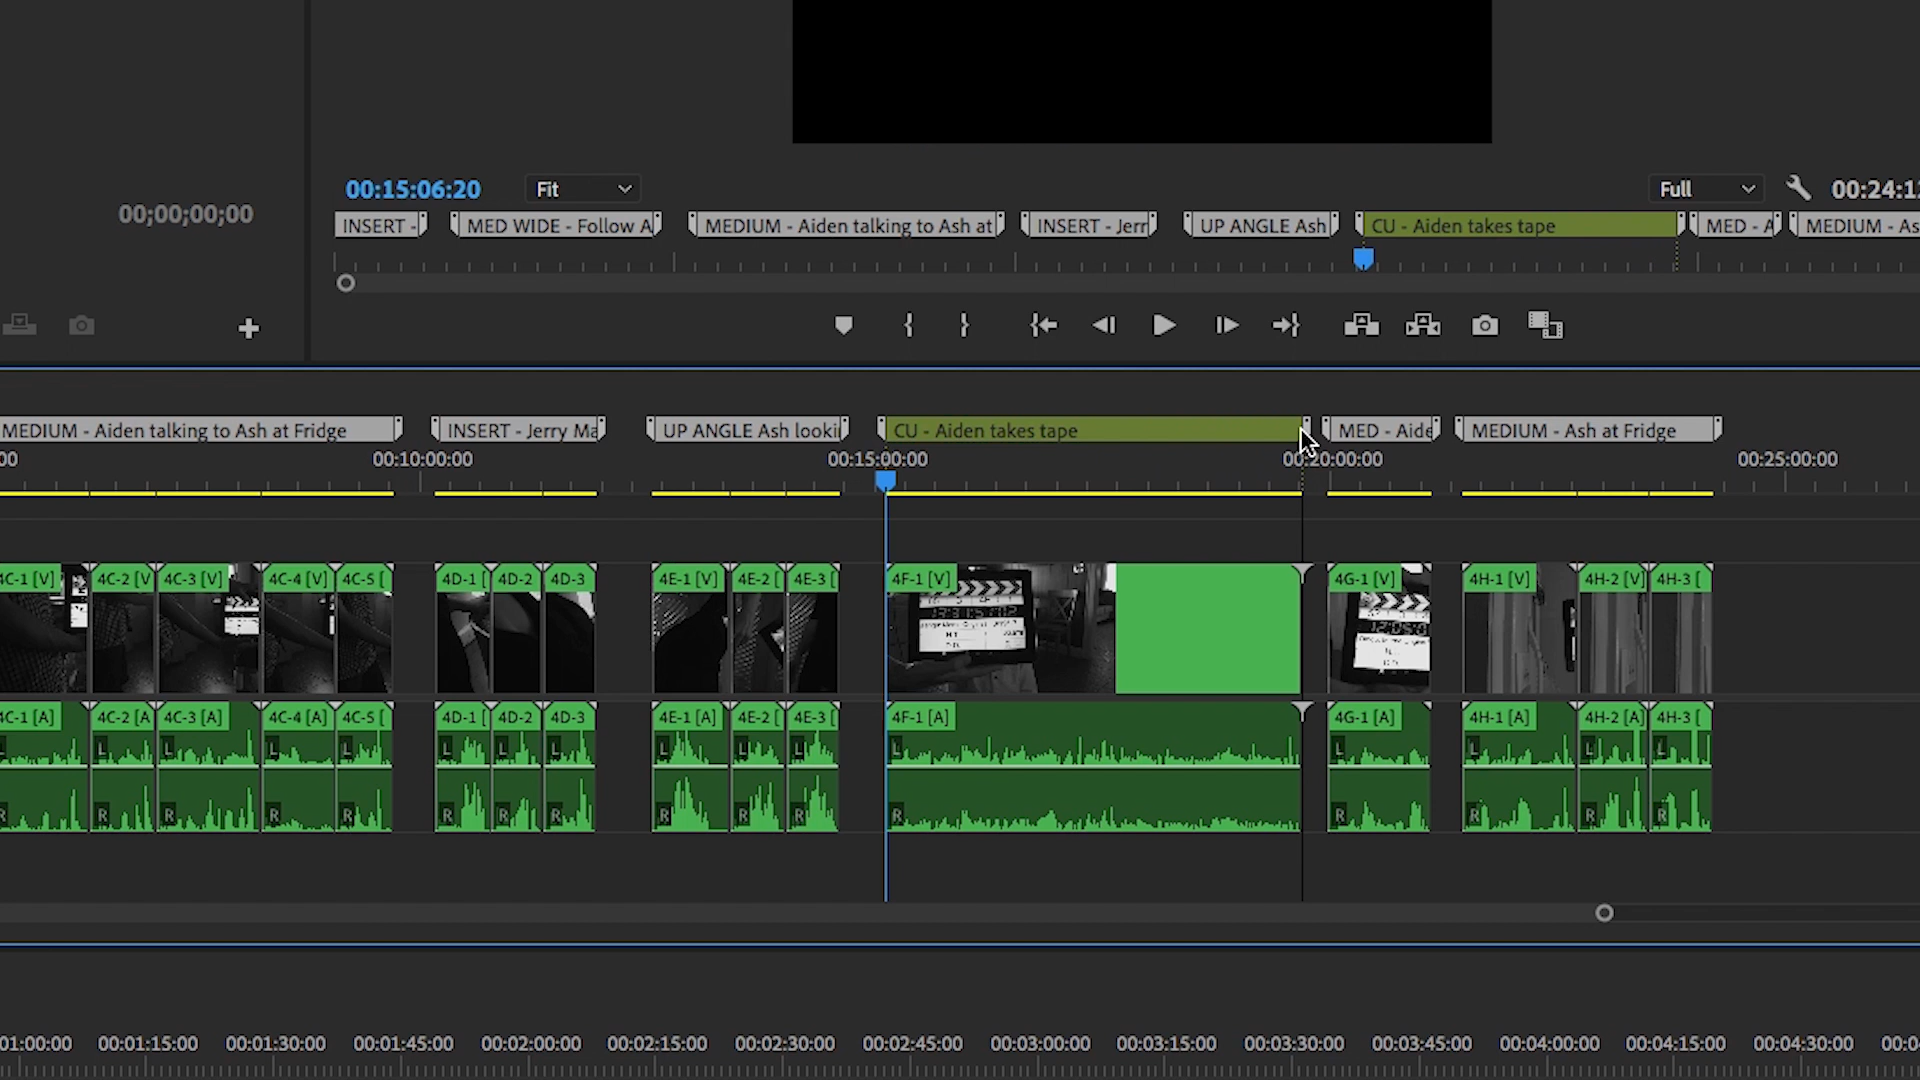 00:15:06:20 Fit Full 00:24:1
00;00;00;00
INSERT - MED WIDE - Follow A MEDIUM - Aiden talking to Ash at INSERT - Jerr UP ANGLE Ash CU - Aiden takes tape MED - A MEDIUM - As
MEDIUM - Aiden talking to Ash at Fridge INSERT - Jerry Ma UP ANGLE Ash looki CU - Aiden takes tape MED - Aide MEDIUM - Ash at Fridge
00 00:10:00:00 00:15:00:00 00:20:00:00 00:25:00:00
4C-1 [V] 4C-2 [V 4C-3 [V] 4C-4 [V] 4C-5 [ 4D-1 [ 4D-2 4D-3 4E-1 [V] 4E-2 [ 4E-3 [ 4F-1 [V] 4G-1 [V] 4H-1 [V] 4H-2 [V] 4H-3 [
4C-1 [A] 4C-2 [A 4C-3 [A] 4C-4 [A] 4C-5 [ 4D-1 [ 4D-2 4D-3 4E-1 [A] 4E-2 [ 4E-3 [ 4F-1 [A] 4G-1 [A] 4H-1 [A] 4H-2 [A] 4H-3 [
L L L L L L L L L L L L L L L L
R R R R R R R R R R R R R R R R
01:00:00 00:01:15:00 00:01:30:00 00:01:45:00 00:02:00:00 00:02:15:00 00:02:30:00 00:02:45:00 00:03:00:00 00:03:15:00 00:03:30:00 00:03:45:00 00:04:00:00 00:04:15:00 00:04:30:00 00:0